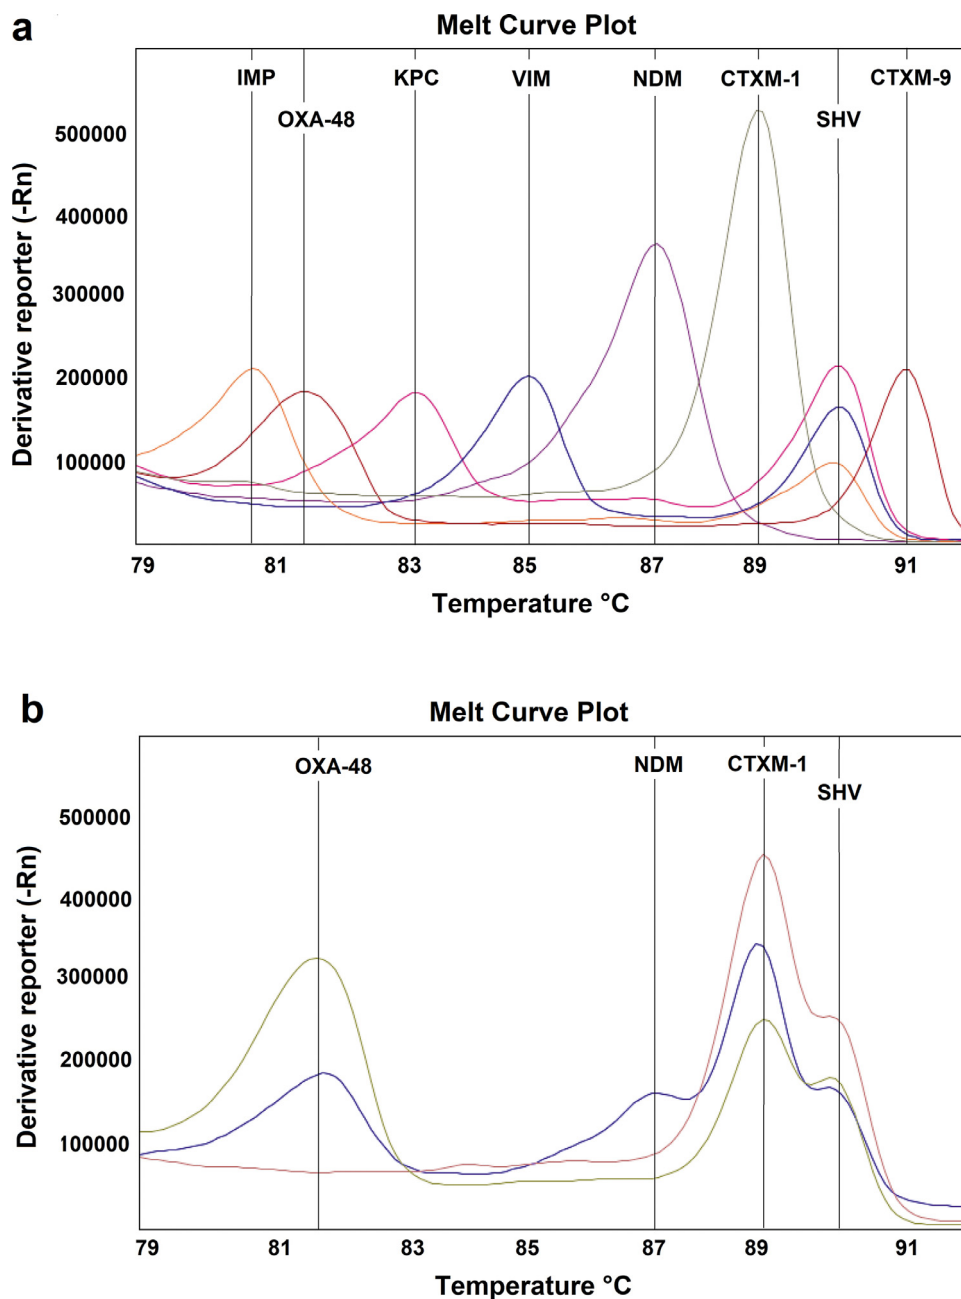 a
Melt Curve Plot
IMP KPC VIM NDM CTXM-1 CTXM-9
OXA-48 SHV
500000
400000
300000
200000
100000
Derivative reporter (-Rn)
79 81 83 85 87 89 91
Temperature °C
b
Melt Curve Plot
OXA-48 NDM CTXM-1
SHV
500000
400000
300000
200000
100000
Derivative reporter (-Rn)
79 81 83 85 87 89 91
Temperature °C